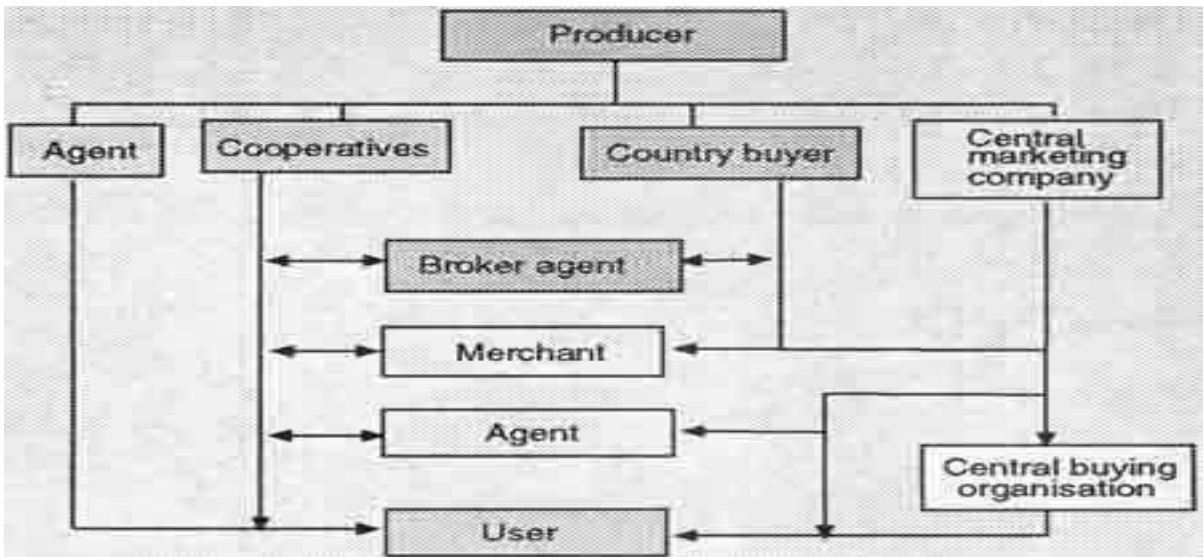 Producer
Agent
Cooperatives
Country buyer
Central
marketing
company
Broker agent
Merchant
Agent
Central buying
organisation
User